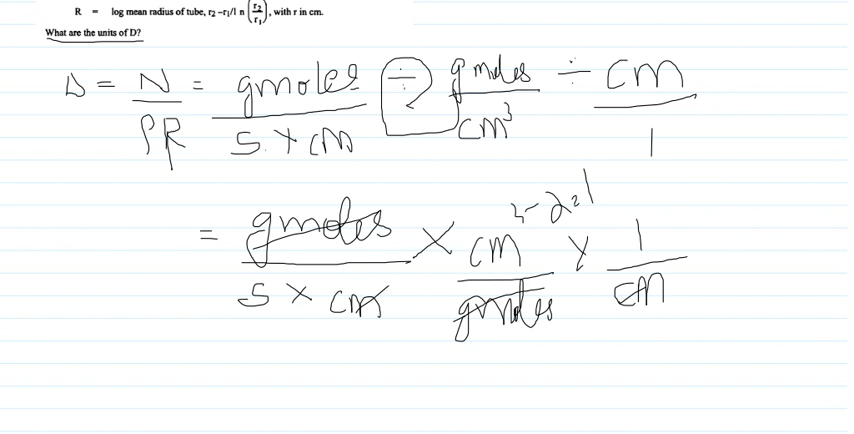 R = log mean radius of tube, r₂ –r₁/l n (r₂/r₁), with r in cm.
What are the units of D?
D = N/ρR = gmoles/(s × cm) ÷ gmoles/cm³ ÷ cm/1
= gmoles/(s × cm) × cm/gmoles × 1/cm